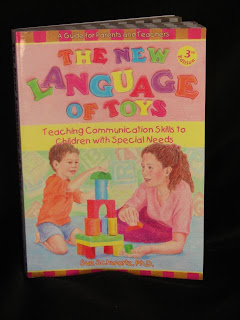 A Guide for Parents and Teachers
THE NEW
3rd
LANGUAGE
OF TOYS
Teaching Communication Skills to
Children with Special Needs
Sue Schwartz, Ph.D.